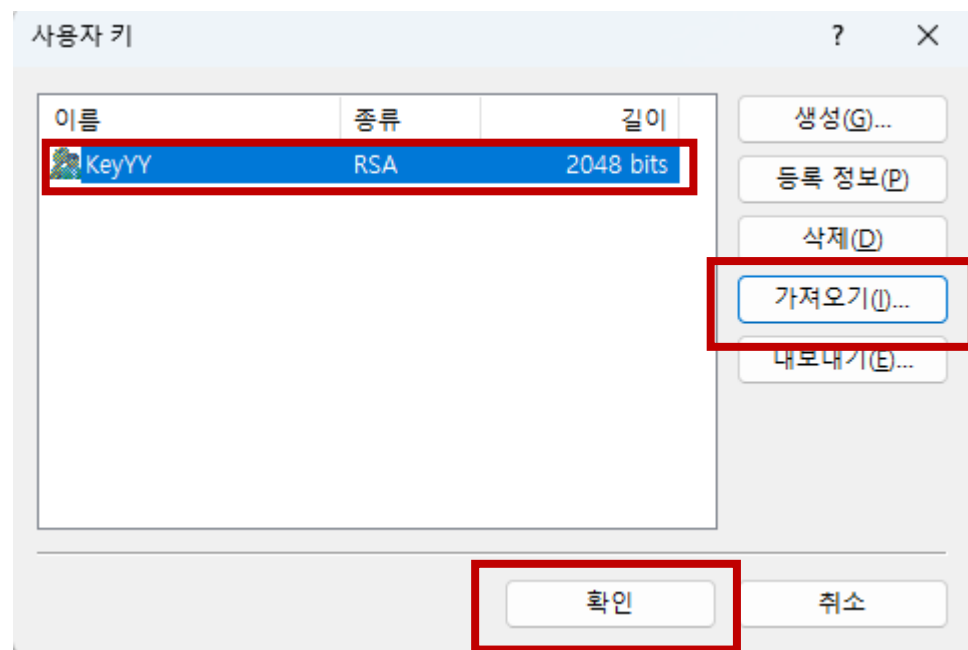 사용자 키
이름 종류 길이
KeyYY RSA 2048 bits
생성(G)...
등록 정보(P)
삭제(D)
가져오기(I)...
내보내기(E)...
확인 취소